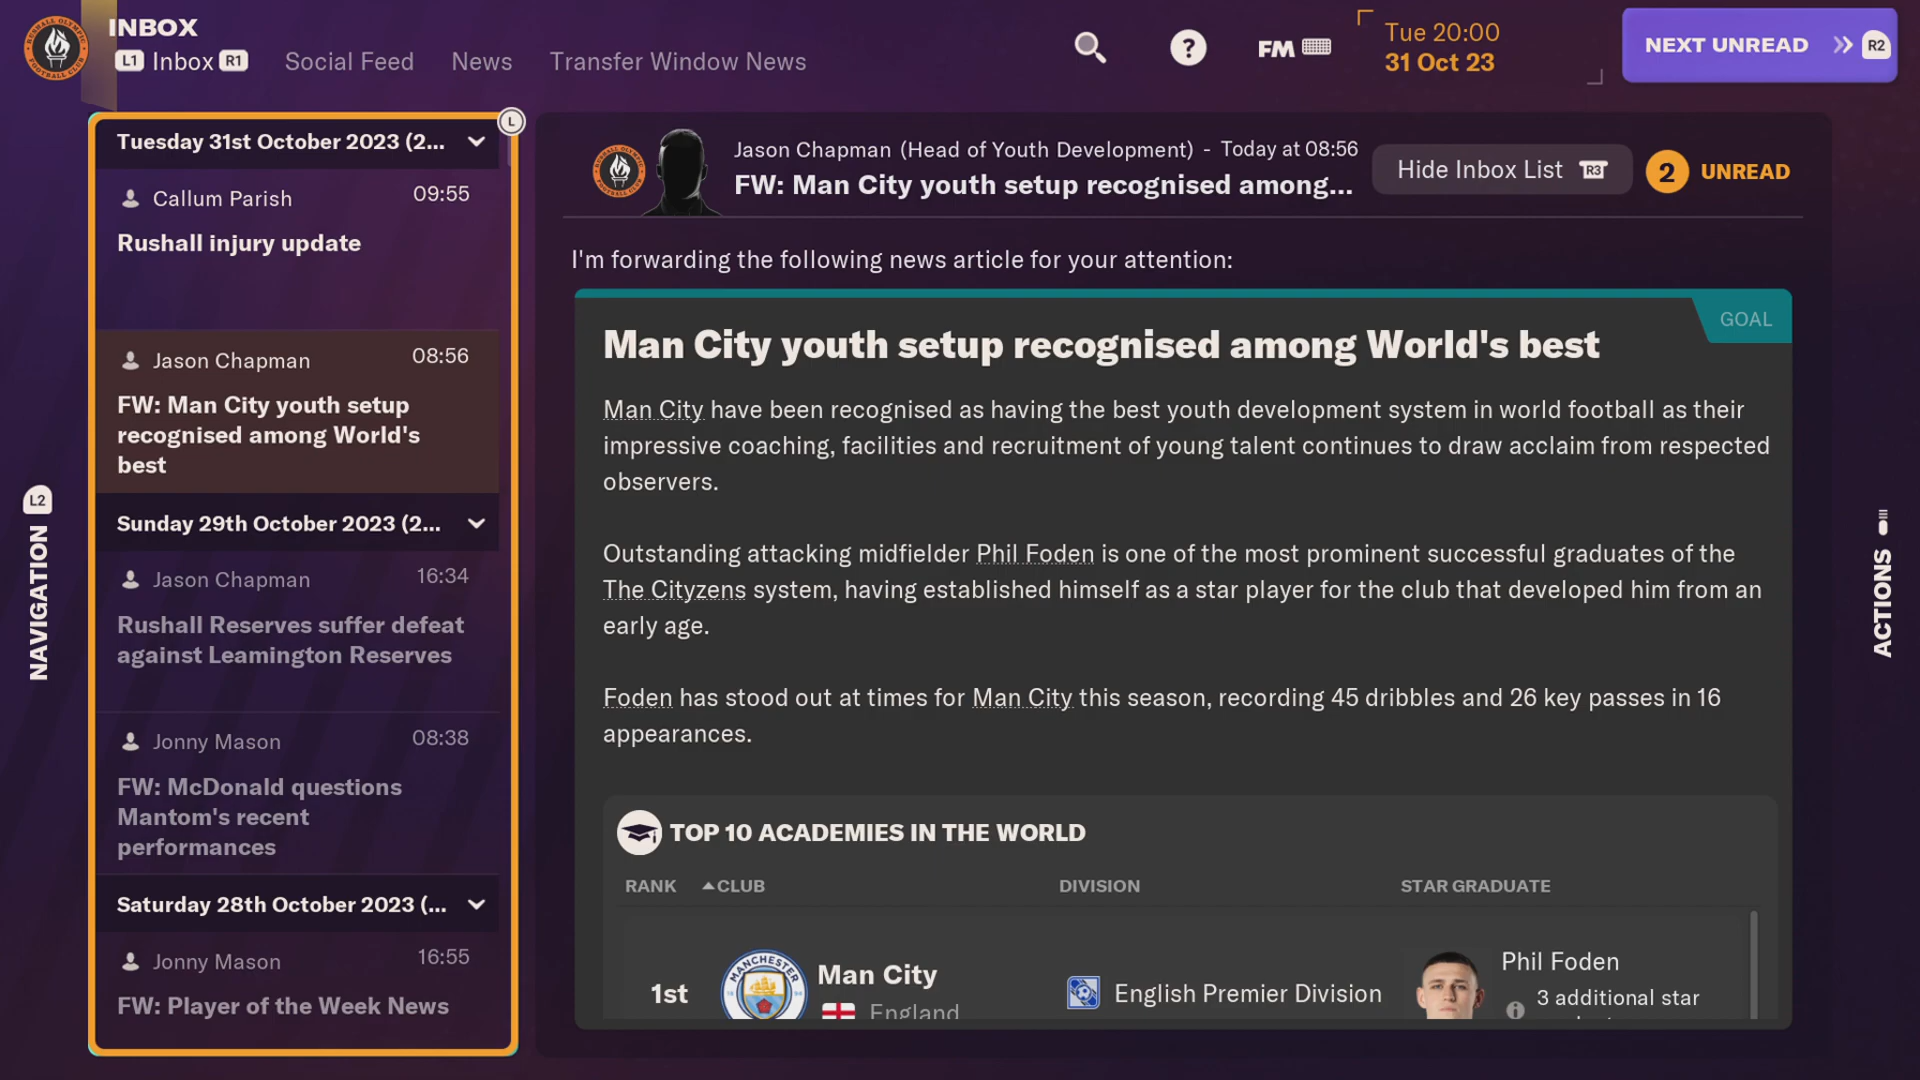 INBOX
L1 Inbox R1 Social Feed News Transfer Window News
FM
Tue 20:00
31 Oct 23
NEXT UNREAD R2
L
Tuesday 31st October 2023 (2...
Callum Parish 09:55
Rushall injury update
Jason Chapman 08:56
FW: Man City youth setup
recognised among World's
best
Sunday 29th October 2023 (2...
Jason Chapman 16:34
Rushall Reserves suffer defeat
against Leamington Reserves
Jonny Mason 08:38
FW: McDonald questions
Mantom's recent
performances
Saturday 28th October 2023 (...
Jonny Mason 16:55
FW: Player of the Week News
L2
NAVIGATION
Jason Chapman (Head of Youth Development) - Today at 08:56
FW: Man City youth setup recognised among...
Hide Inbox List R3
2 UNREAD
I'm forwarding the following news article for your attention:
GOAL
Man City youth setup recognised among World's best
Man City have been recognised as having the best youth development system in world football as their
impressive coaching, facilities and recruitment of young talent continues to draw acclaim from respected
observers.
Outstanding attacking midfielder Phil Foden is one of the most prominent successful graduates of the
The Cityzens system, having established himself as a star player for the club that developed him from an
early age.
Foden has stood out at times for Man City this season, recording 45 dribbles and 26 key passes in 16
appearances.
TOP 10 ACADEMIES IN THE WORLD
RANK CLUB DIVISION STAR GRADUATE
1st
MANCHESTER
Man City
England
English Premier Division
Phil Foden
3 additional star
ACTIONS